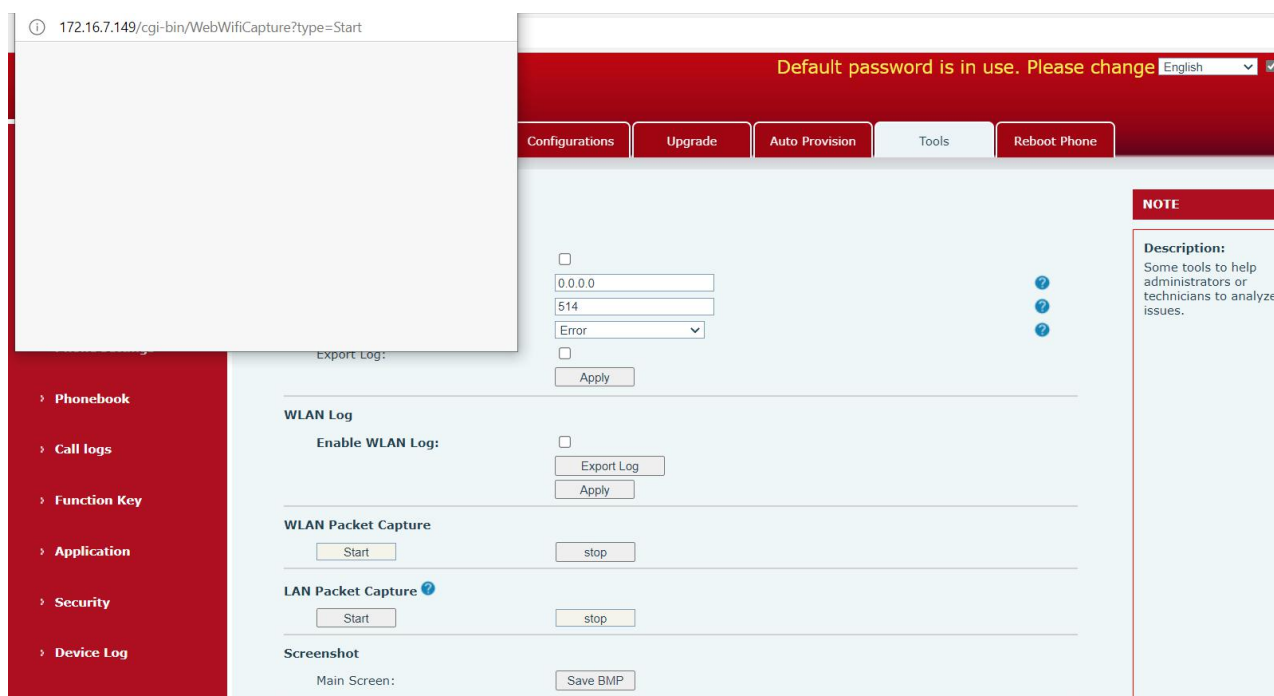 172.16.7.149/cgi-bin/WebWifiCapture?type=Start
Default password is in use. Please change
English
Configurations
Upgrade
Auto Provision
Tools
Reboot Phone
NOTE
Description:
Some tools to help
administrators or
technicians to analyze
issues.
0.0.0.0
514
Error
Export Log:
Apply
› Phonebook
› Call logs
› Function Key
› Application
› Security
› Device Log
WLAN Log
Enable WLAN Log:
Export Log
Apply
WLAN Packet Capture
Start stop
LAN Packet Capture
Start stop
Screenshot
Main Screen: Save BMP